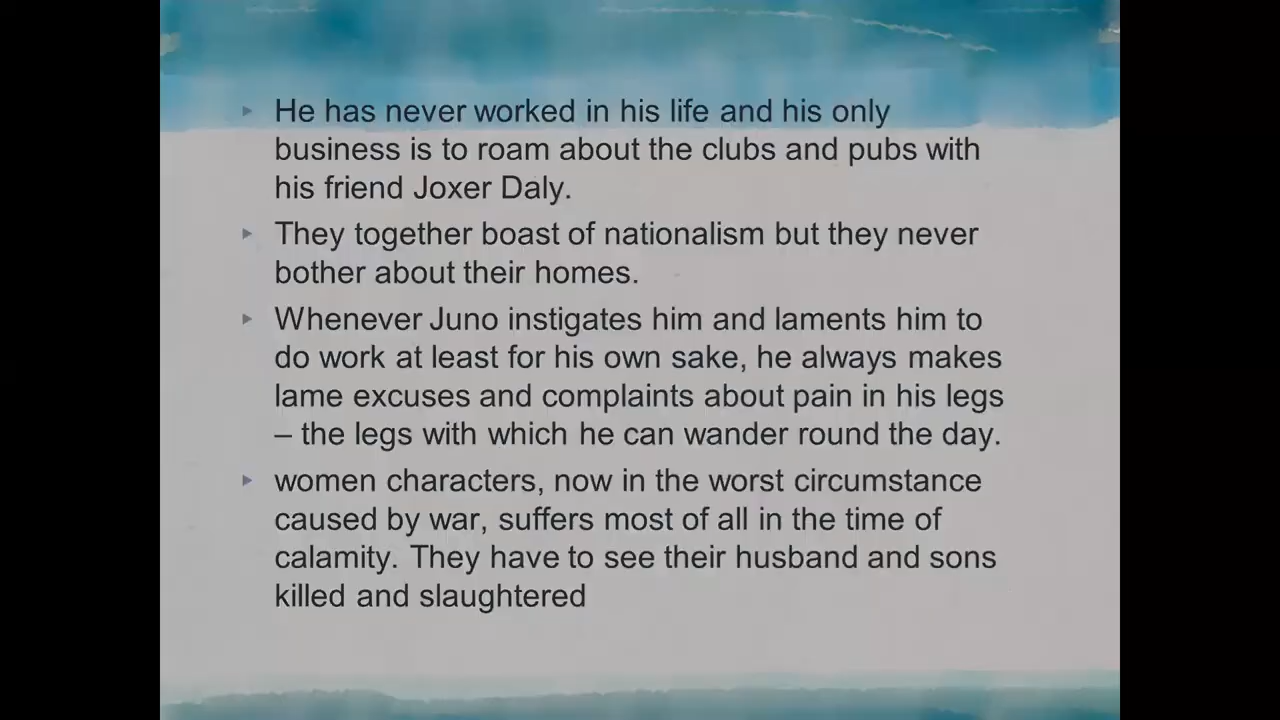 He has never worked in his life and his only
business is to roam about the clubs and pubs with
his friend Joxer Daly.
They together boast of nationalism but they never
bother about their homes.
Whenever Juno instigates him and laments him to
do work at least for his own sake, he always makes
lame excuses and complaints about pain in his legs
– the legs with which he can wander round the day.
women characters, now in the worst circumstance
caused by war, suffers most of all in the time of
calamity. They have to see their husband and sons
killed and slaughtered